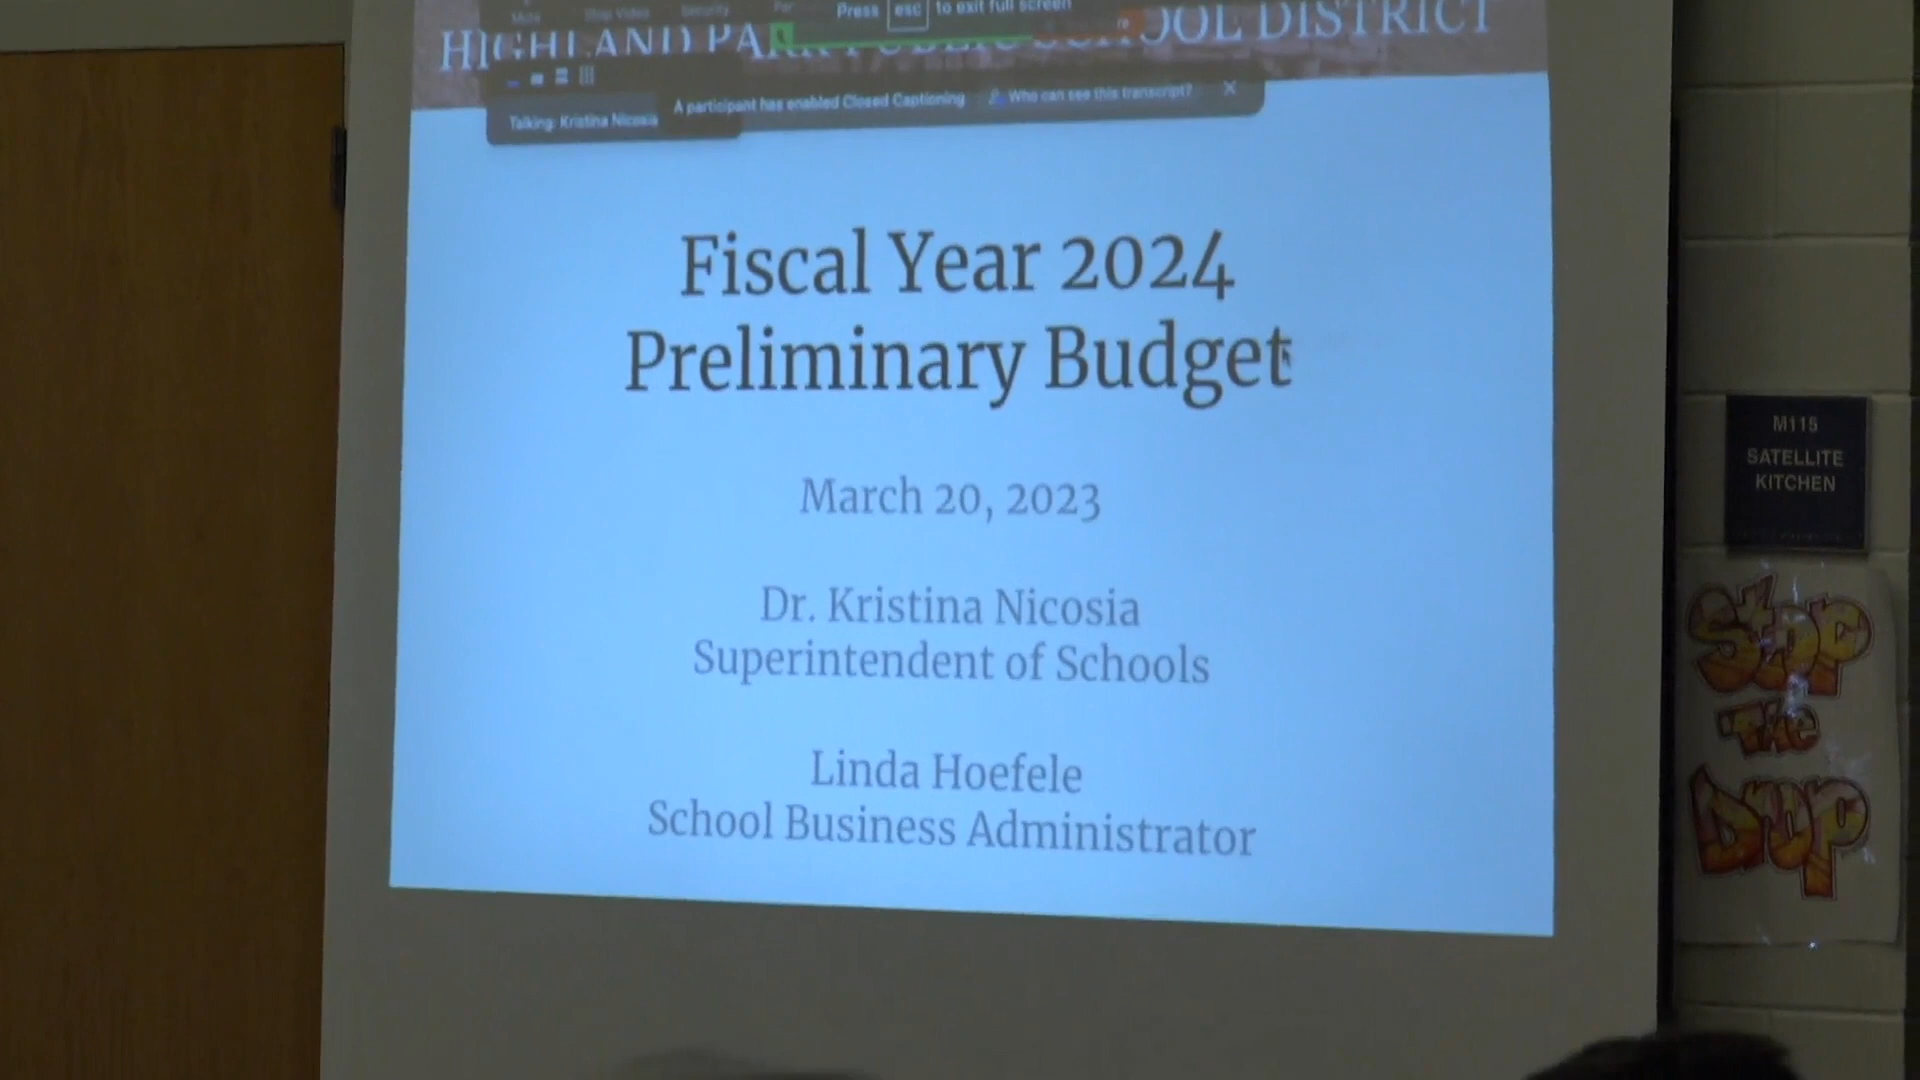 Press esc to exit full screen
HIGHLAND PARK PUBLIC SCHOOL DISTRICT
A participant has enabled Closed Captioning
Who can see this transcript?
Talking: Kristina Nicosia
Fiscal Year 2024
Preliminary Budget
March 20, 2023
Dr. Kristina Nicosia
Superintendent of Schools
Linda Hoefele
School Business Administrator
M115
SATELLITE
KITCHEN
STOP
THE
DROP